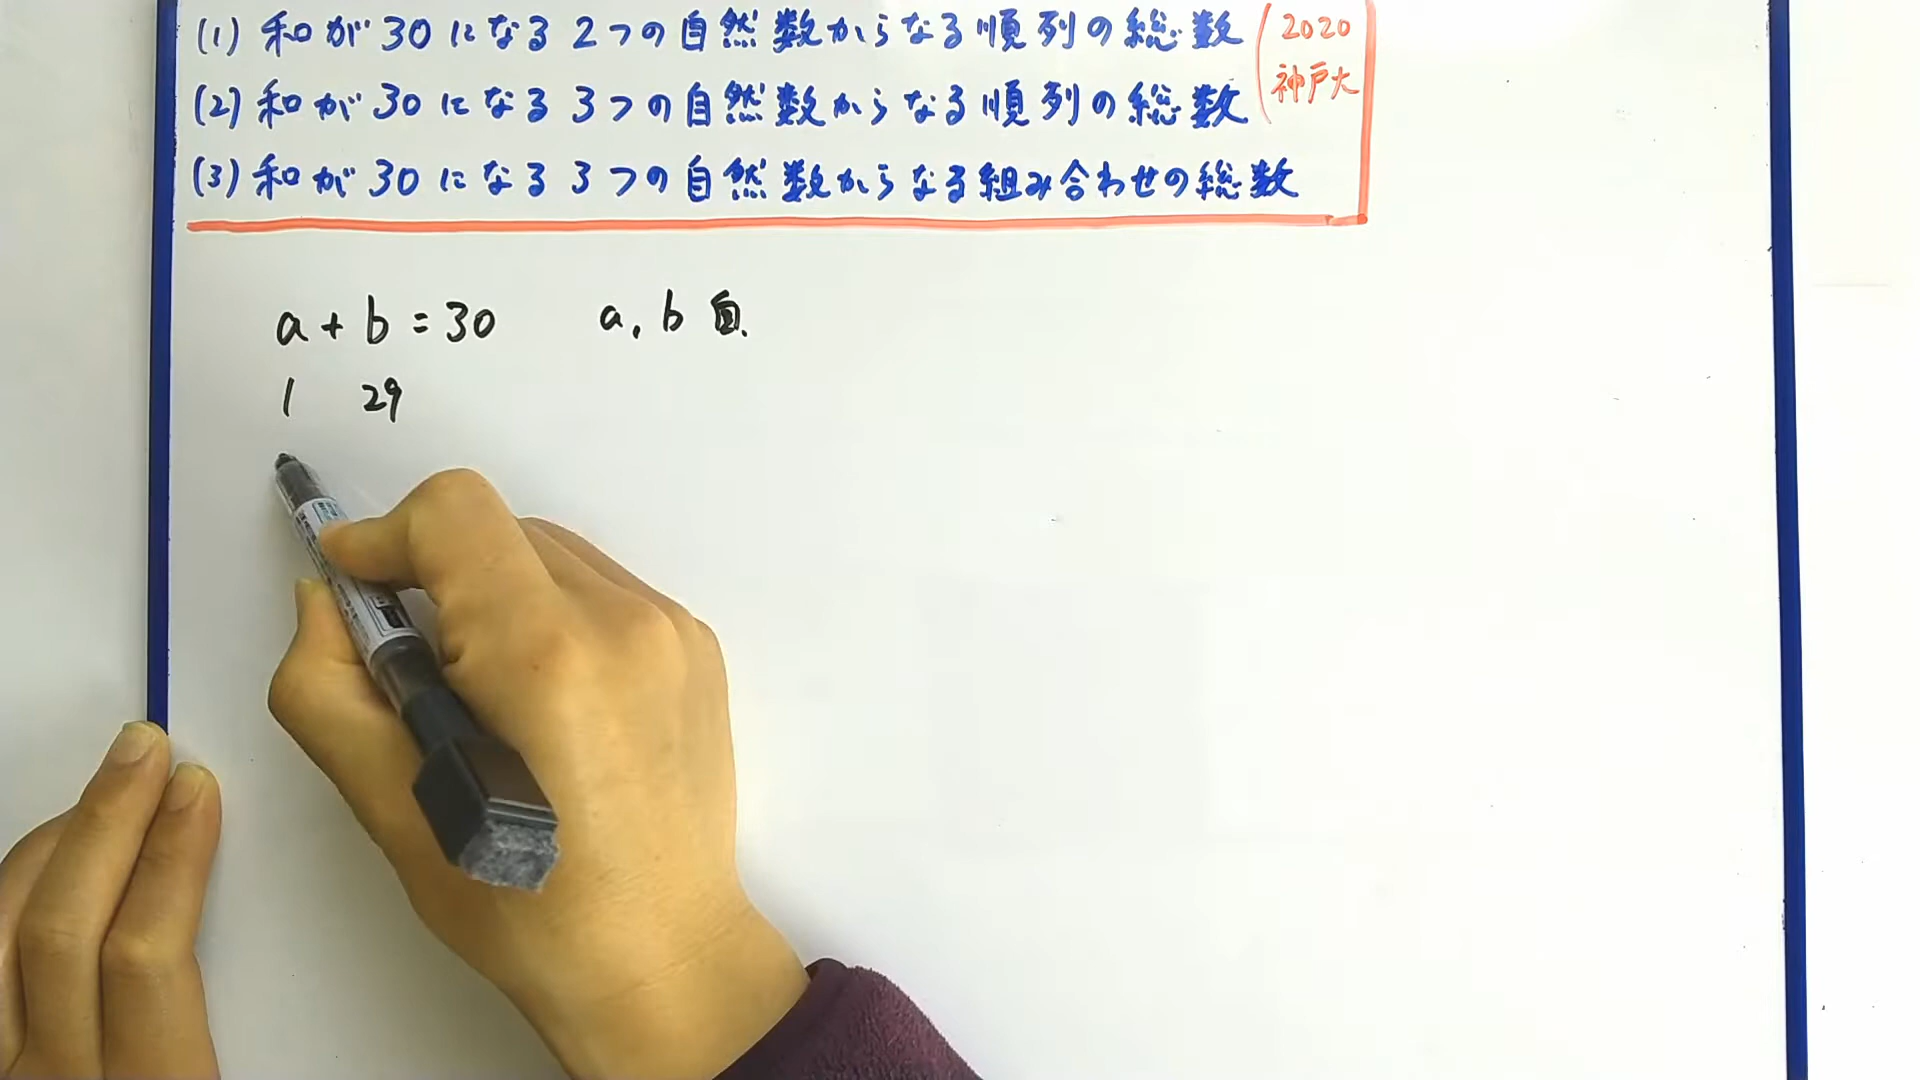 (1) 和が30になる2つの自然数からなる順列の総数
(2) 和が30になる3つの自然数からなる順列の総数
(3) 和が30になる3つの自然数からなる組み合わせの総数
(2020
神戸大
a + b = 30 a, b 自.
1 29